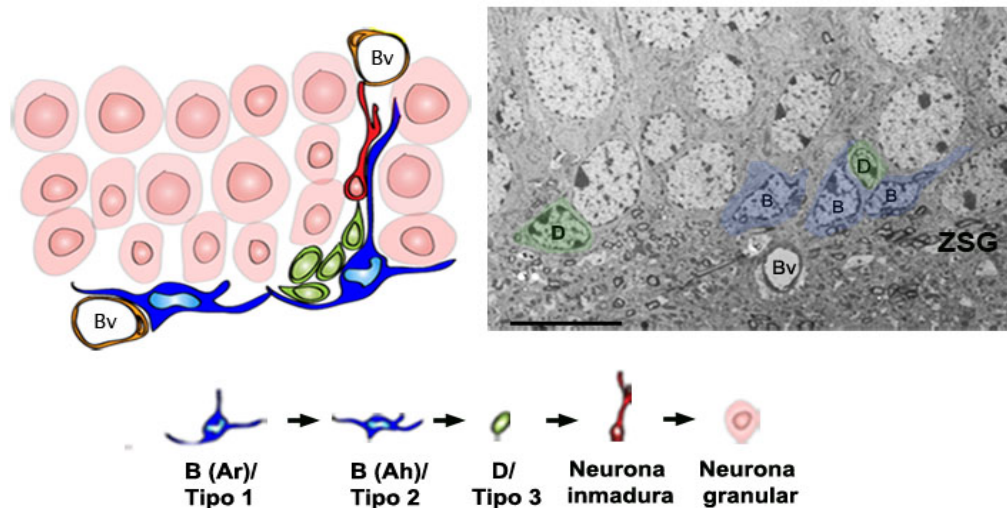 Bv
Bv
D
B
B
D
B
Bv
ZSG
B (Ar)/
Tipo 1
B (Ah)/
Tipo 2
D/
Tipo 3
Neurona
inmadura
Neurona
granular